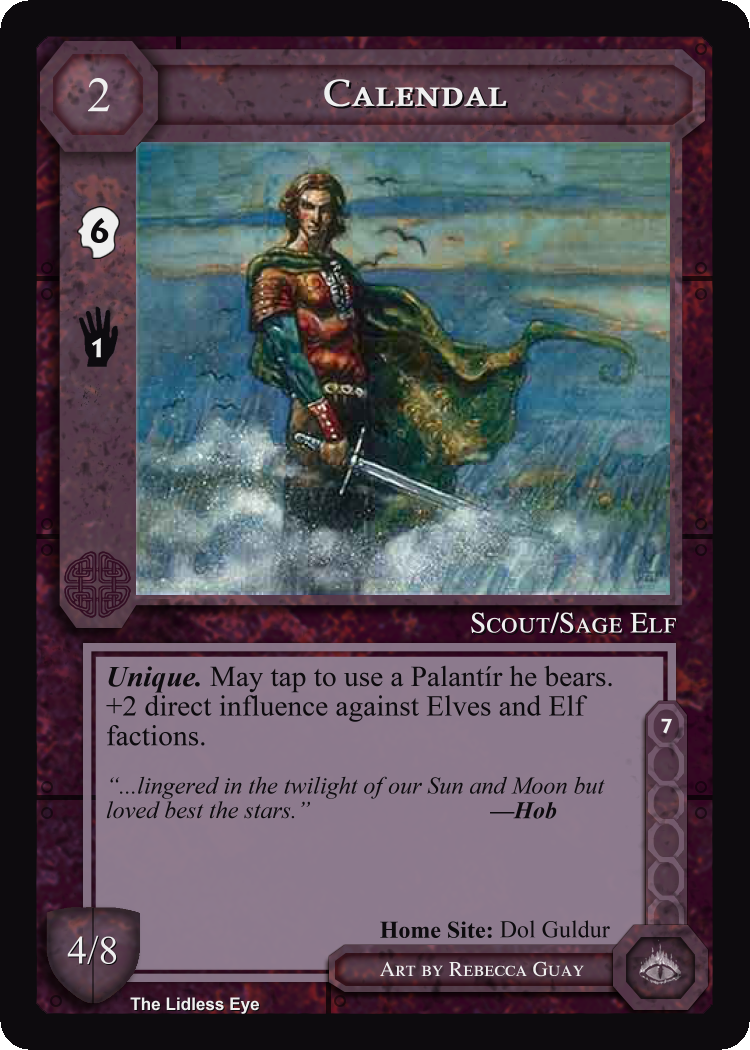 2
CALENDAL
6
1
SCOUT/SAGE ELF
Unique. May tap to use a Palantír he bears.
+2 direct influence against Elves and Elf
factions.
7
“...lingered in the twilight of our Sun and Moon but
loved best the stars.” —Hob
Home Site: Dol Guldur
4/8
ART BY REBECCA GUAY
The Lidless Eye